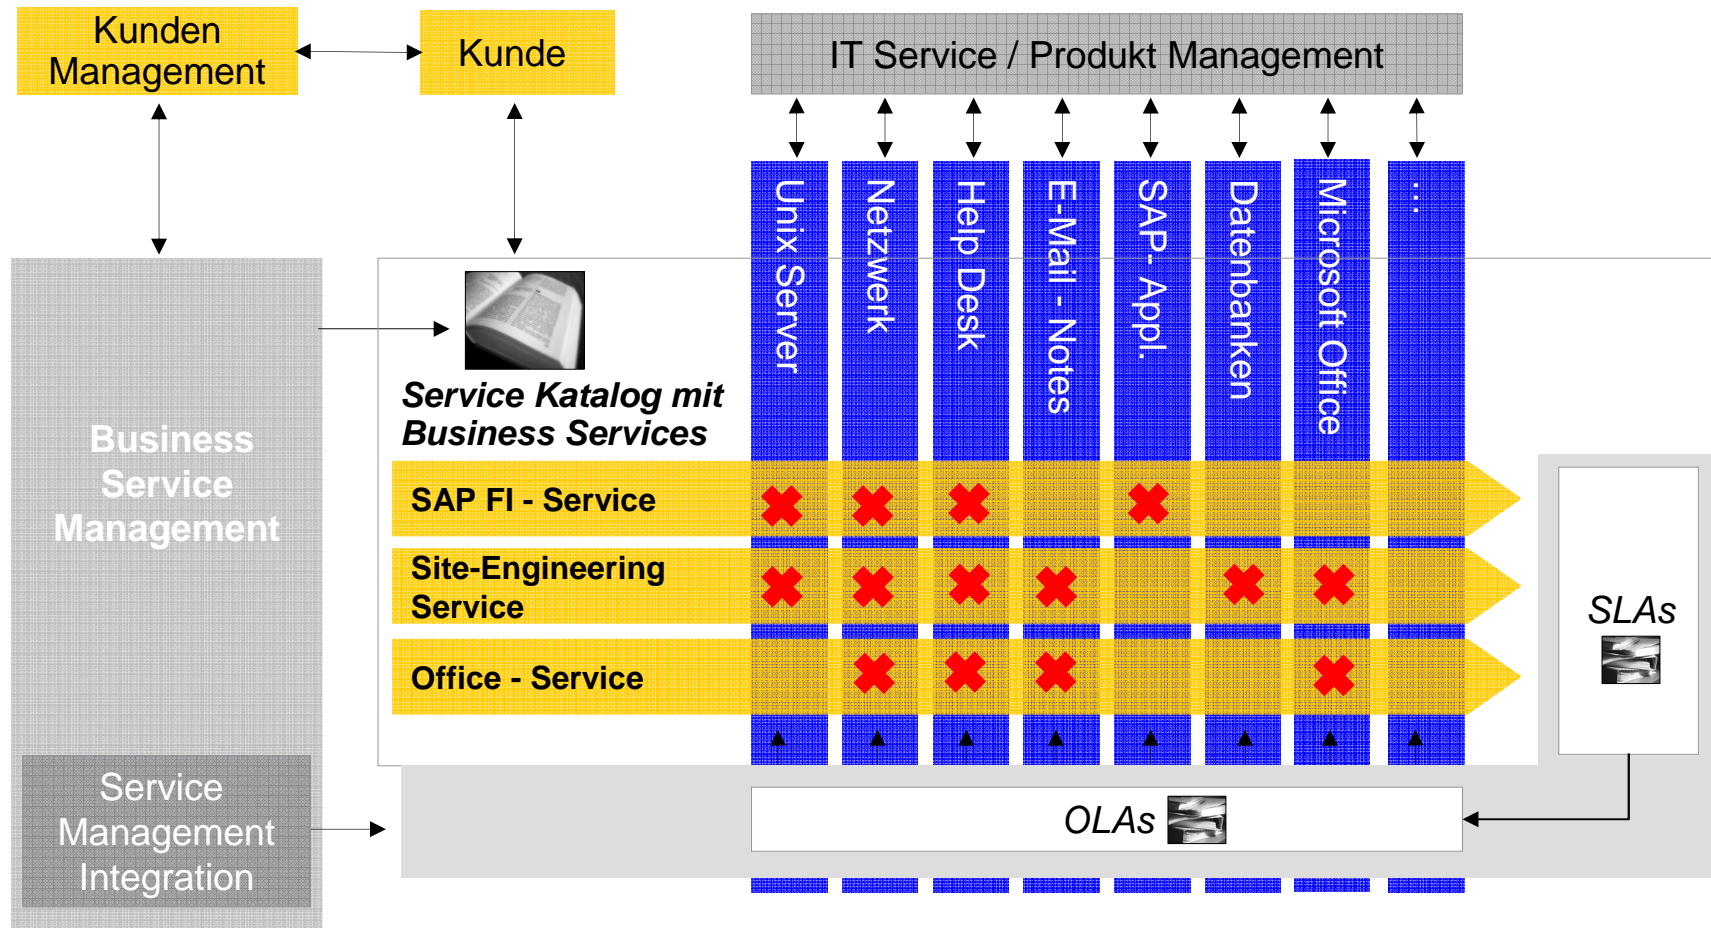 Kunden
Management
Kunde
IT Service / Produkt Management
Unix Server
Netzwerk
Help Desk
E-Mail - Notes
SAP- Appl.
Datenbanken
Microsoft Office
...
Service Katalog mit
Business Services
Business
Service
Management
SAP FI - Service
Site-Engineering
Service
Office - Service
SLAs
Service
Management
Integration
OLAs